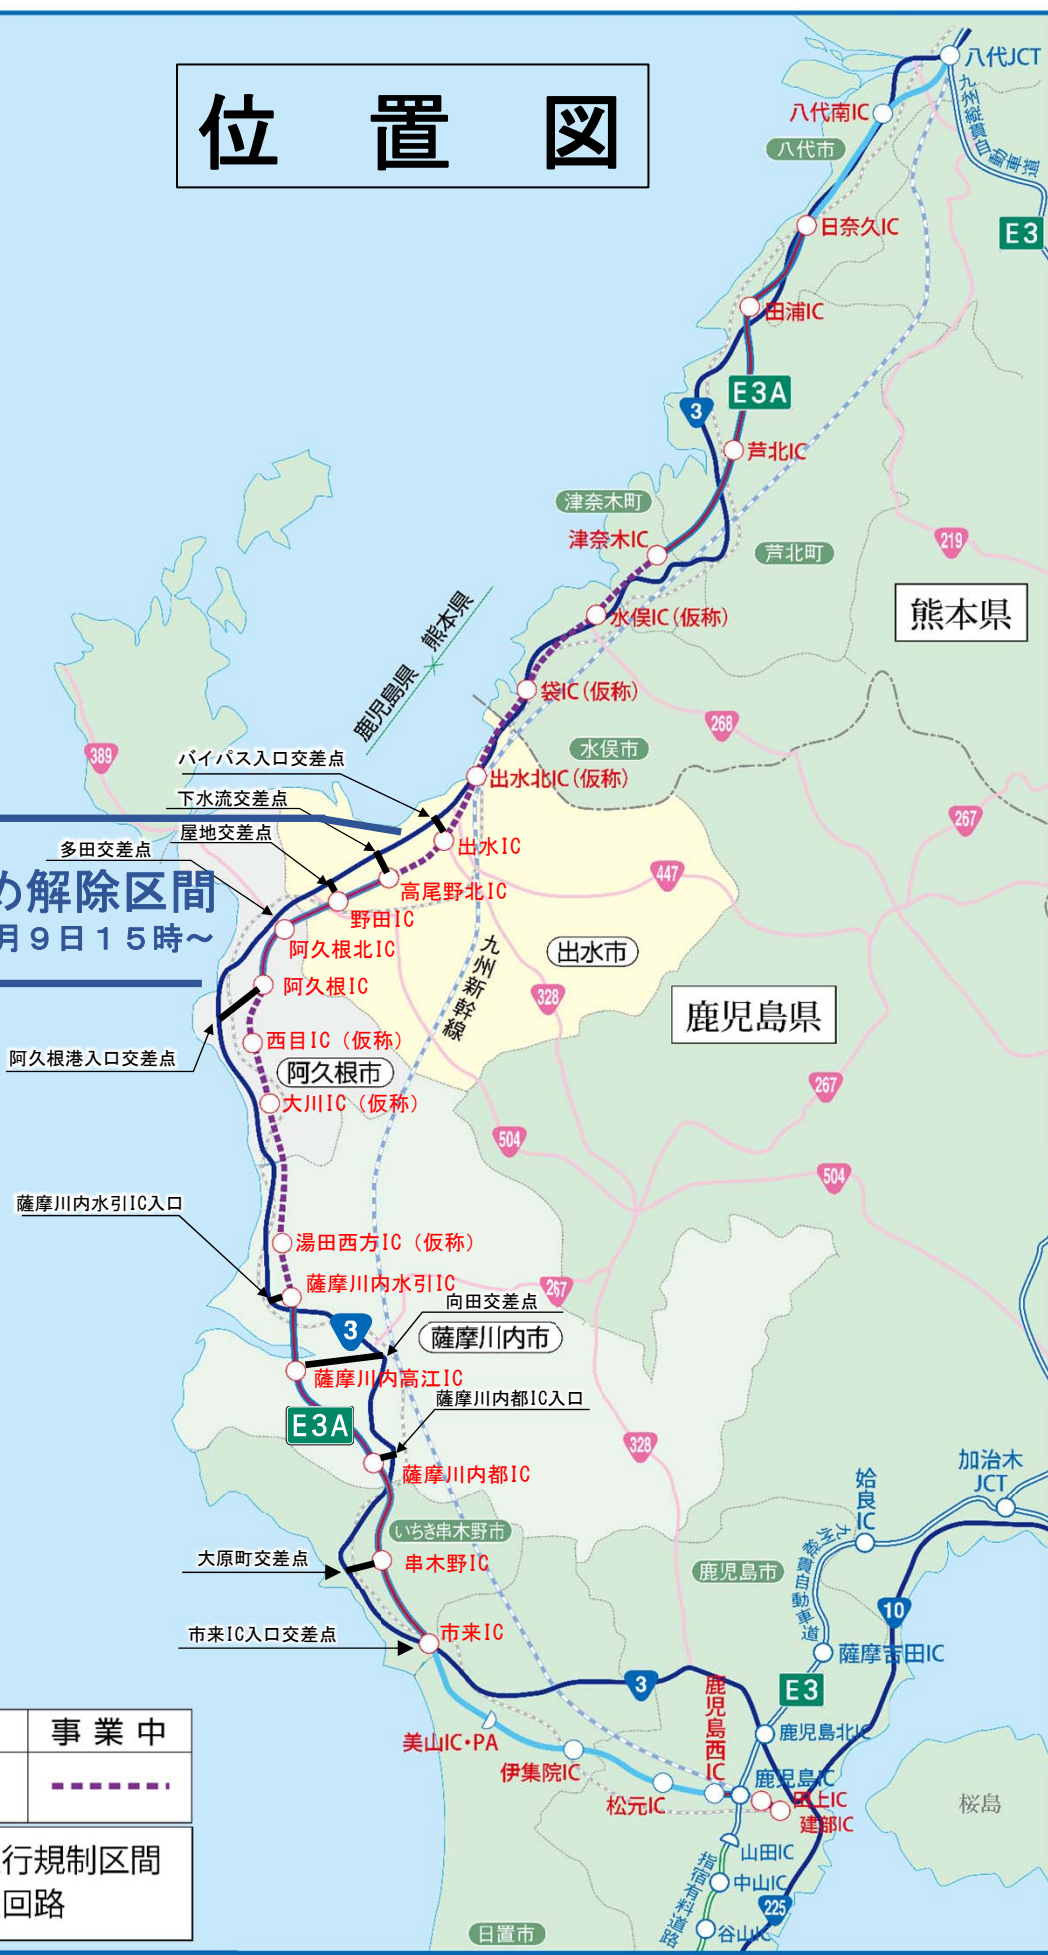 位置図
八代JCT
八代南IC
九州縦貫自動車道
八代市
日奈久IC
E3
田浦IC
E3A
3
芦北IC
津奈木町
津奈木IC
芦北町
219
水俣IC(仮称)
熊本県
鹿児島県 熊本県
袋IC(仮称)
268
389
水俣市
バイパス入口交差点
出水北IC(仮称)
下水流交差点
267
屋地交差点
出水IC
多田交差点
447
高尾野北IC
め解除区間
野田IC
月9日15時～
阿久根北IC
九州新幹線
出水市
阿久根IC
328
鹿児島県
西目IC（仮称）
阿久根港入口交差点
阿久根市
267
大川IC（仮称）
504
504
薩摩川内水引IC入口
湯田西方IC（仮称）
薩摩川内水引IC
267
向田交差点
3
薩摩川内市
薩摩川内高江IC
薩摩川内都IC入口
E3A
328
加治木JCT
薩摩川内都IC
姶良IC
いちき串木野市
九州縦貫自動車道
大原町交差点
串木野IC
鹿児島市
10
市来IC入口交差点
市来IC
薩摩吉田IC
3
E3
鹿児島西IC
事業中
美山IC・PA
鹿児島北IC
伊集院IC
鹿児島IC
松元IC
田上IC
桜島
建部IC
行規制区間
山田IC
指宿有料道路
中山IC
回路
225
日置市
谷山IC